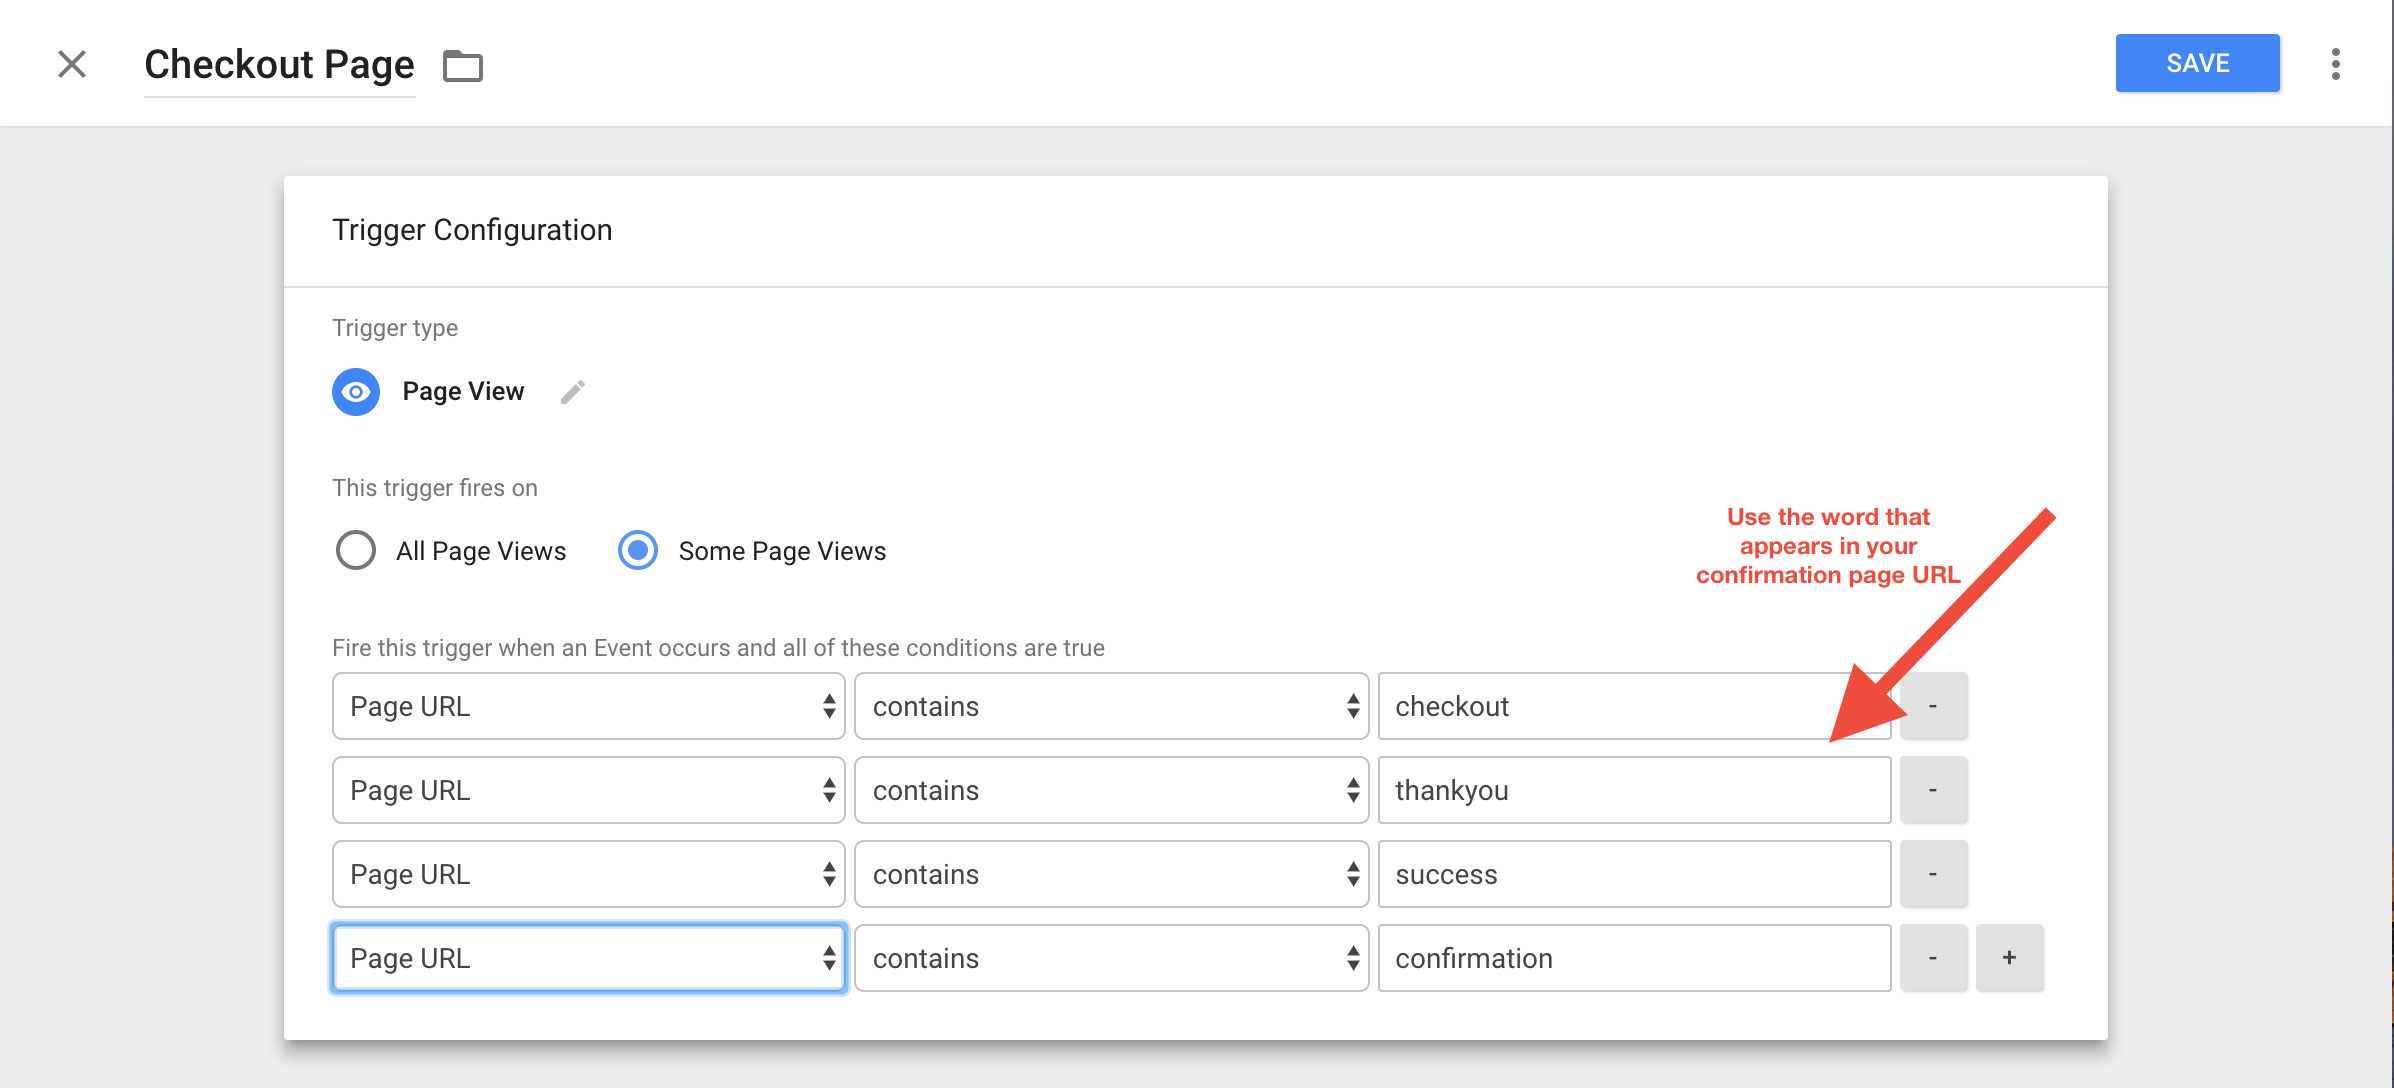 Checkout Page
SAVE
Trigger Configuration
Trigger type
Page View
This trigger fires on
All Page Views Some Page Views
Use the word that
appears in your
confirmation page URL
Fire this trigger when an Event occurs and all of these conditions are true
Page URL contains checkout -
Page URL contains thankyou -
Page URL contains success -
Page URL contains confirmation - +